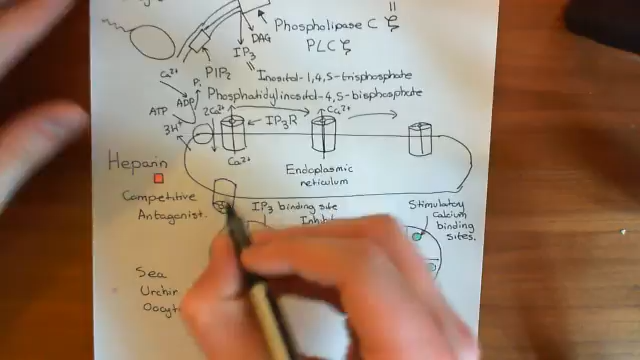 ζ
DAG
Phospholipase C
PLC ζ
IP3
Ca²⁺
Pi
PIP2
Inositol-1,4,5-trisphosphate
ADP
Phosphatidylinositol-4,5-bisphosphate
ATP
2Ca²⁺
IP3R
Ca²⁺
3H⁺
Ca²⁺
Heparin
Endoplasmic
reticulum
Competitive
Antagonist.
IP3 binding site
Stimulatory
Calcium
binding
sites.
Sea
Urchin